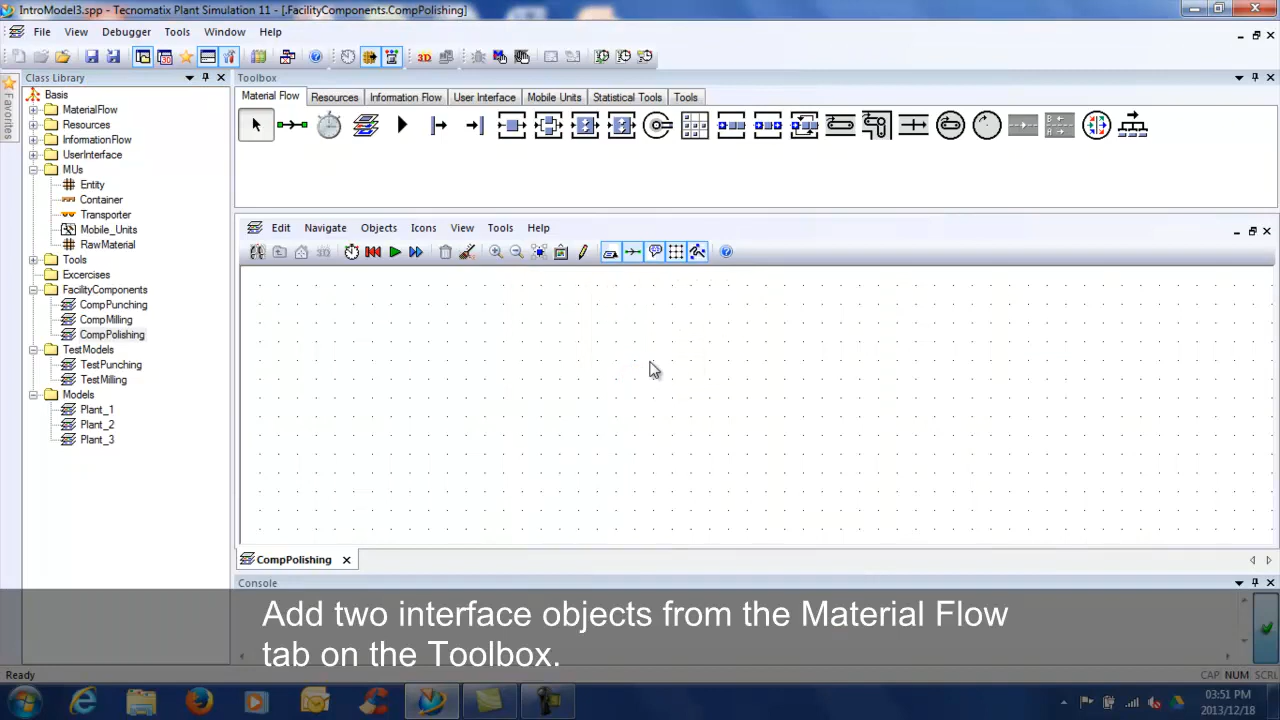 IntroModel3.spp - Tecnomatix Plant Simulation 11 - [.FacilityComponents.CompPolishing]
File View Debugger Tools Window Help
3D
Class Library
Toolbox
Favorites
Material Flow Resources Information Flow User Interface Mobile Units Statistical Tools Tools
Basis
MaterialFlow
Resources
InformationFlow
UserInterface
MUs
Entity
Container
Transporter
Mobile_Units
RawMaterial
Tools
Excercises
FacilityComponents
CompPunching
CompMilling
CompPolishing
TestModels
TestPunching
TestMilling
Models
Plant_1
Plant_2
Plant_3
Edit Navigate Objects Icons View Tools Help
CompPolishing
Console
Add two interface objects from the Material Flow
tab on the Toolbox.
Ready
CAP NUM SCRL
03:51 PM
2013/12/18